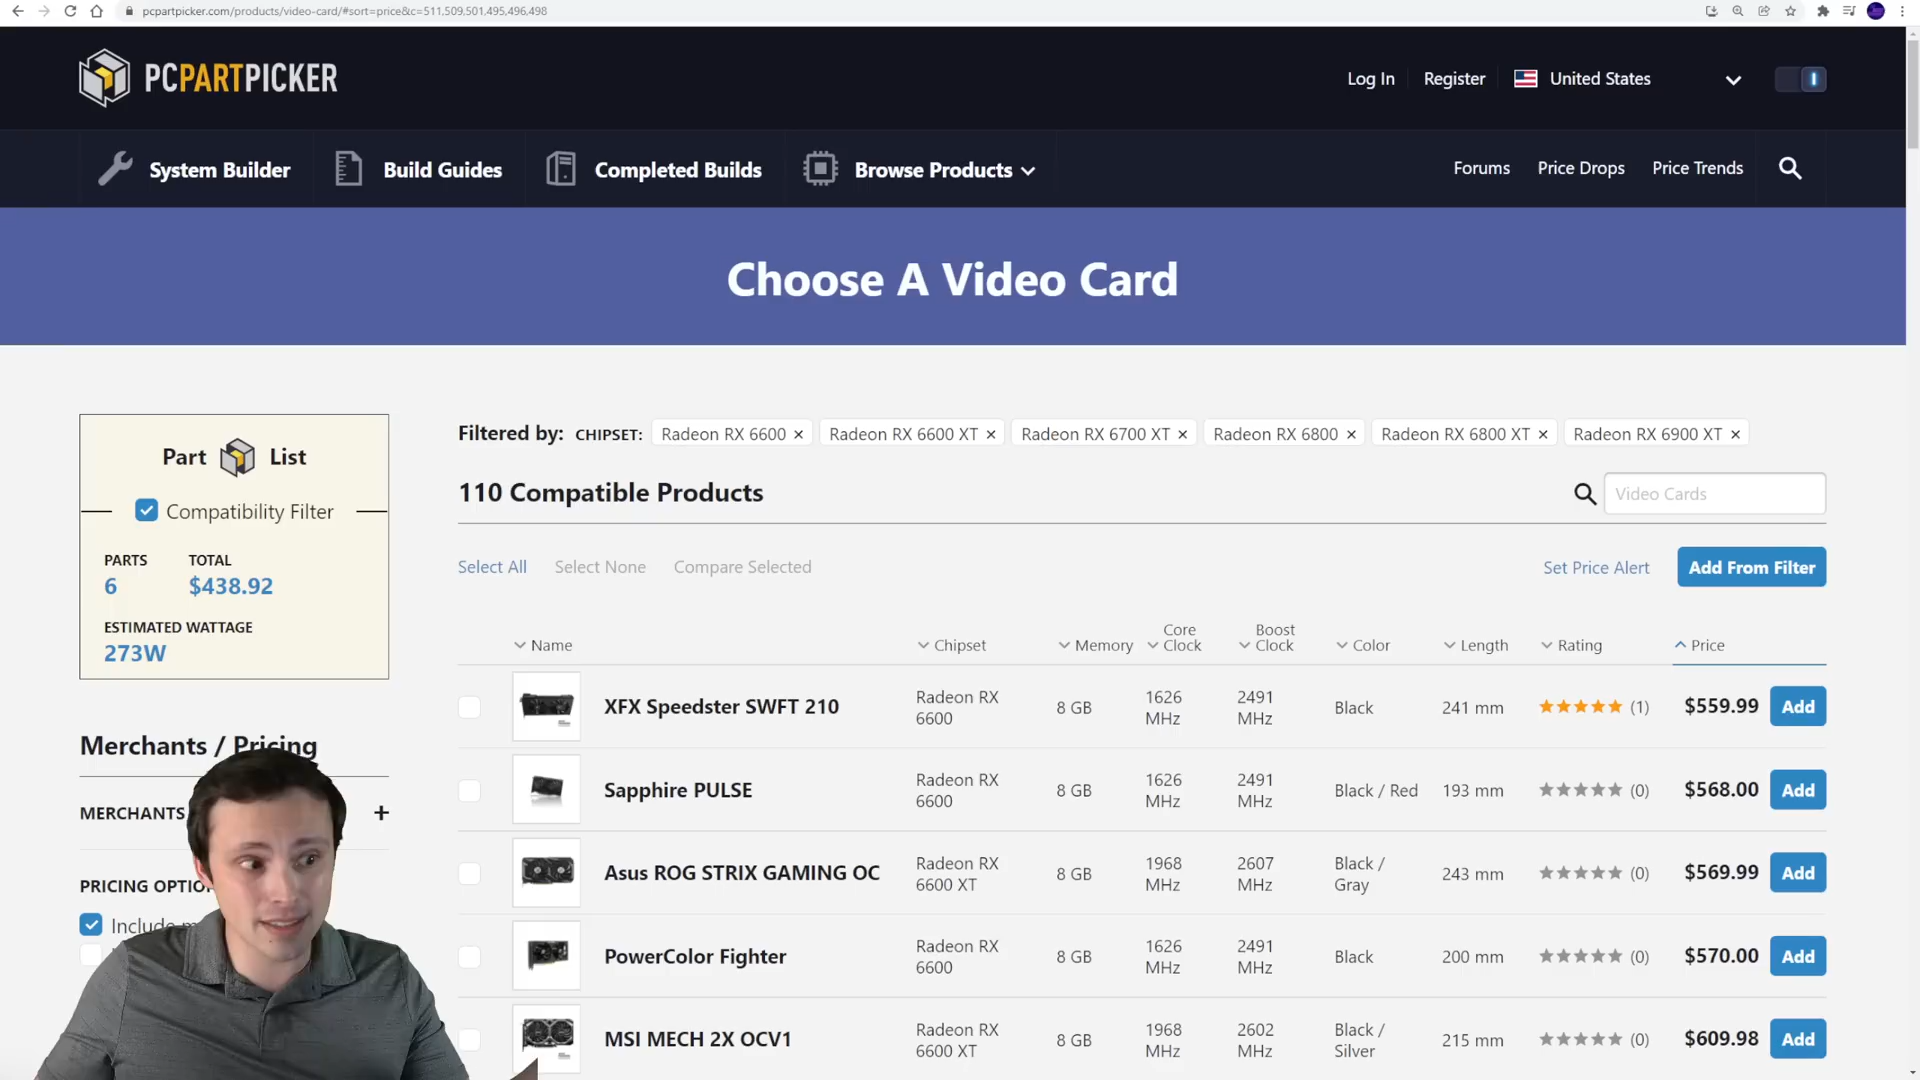 pcpartpicker.com/products/video-card/#sort=price&c=511,509,501,495,496,498
PCPARTPICKER
Log In
Register
United States
System Builder
Build Guides
Completed Builds
Browse Products
Forums
Price Drops
Price Trends
Choose A Video Card
Part List
Compatibility Filter
PARTS
TOTAL
6
$438.92
ESTIMATED WATTAGE
273W
Merchants / Pricing
MERCHANTS
+
PRICING
Include
Filtered by: CHIPSET: Radeon RX 6600 × Radeon RX 6600 XT × Radeon RX 6700 XT × Radeon RX 6800 × Radeon RX 6800 XT × Radeon RX 6900 XT ×
110 Compatible Products
Video Cards
Select All
Select None
Compare Selected
Set Price Alert
Add From Filter
Name
Chipset
Memory
Core
Clock
Boost
Clock
Color
Length
Rating
Price
XFX Speedster SWFT 210
Radeon RX
6600
8 GB
1626
MHz
2491
MHz
Black
241 mm
(1)
$559.99
Add
Sapphire PULSE
Radeon RX
6600
8 GB
1626
MHz
2491
MHz
Black / Red
193 mm
(0)
$568.00
Add
Asus ROG STRIX GAMING OC
Radeon RX
6600 XT
8 GB
1968
MHz
2607
MHz
Black /
Gray
243 mm
(0)
$569.99
Add
PowerColor Fighter
Radeon RX
6600
8 GB
1626
MHz
2491
MHz
Black
200 mm
(0)
$570.00
Add
MSI MECH 2X OCV1
Radeon RX
6600 XT
8 GB
1968
MHz
2602
MHz
Black /
Silver
215 mm
(0)
$609.98
Add